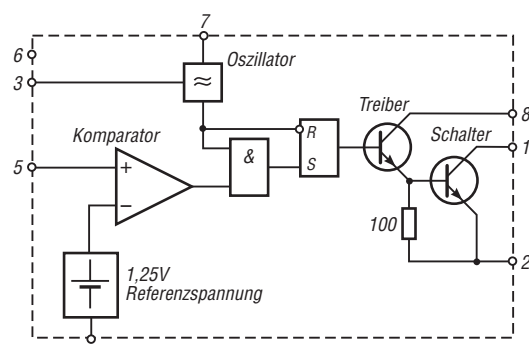 7
6
Oszillator
3
≈
8
Treiber
Komparator
R
Schalter
1
&
5
+
S
−
100
1,25V
Referenzspannung
2